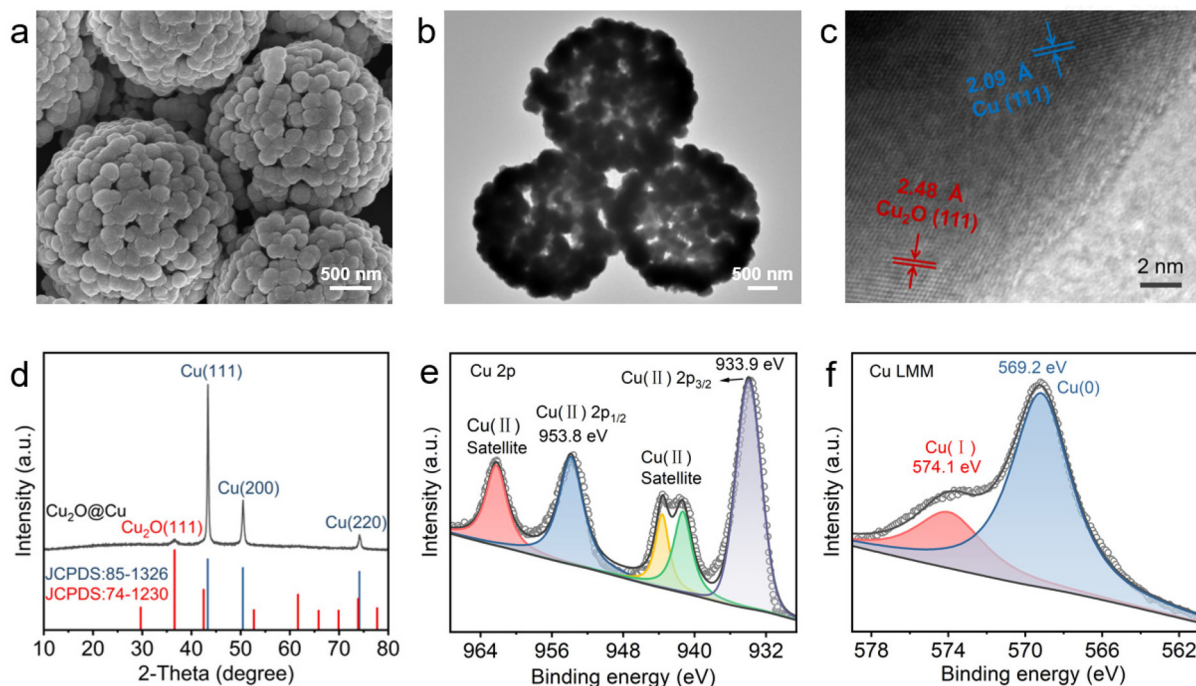 a
500 nm
b
500 nm
c
2.09 Å
Cu (111)
2.48 Å
Cu₂O (111)
2 nm
d
Cu(111)
Cu(200)
Cu₂O@Cu
Cu₂O(111)
Cu(220)
JCPDS:85-1326
JCPDS:74-1230
Intensity (a.u.)
10 20 30 40 50 60 70 80
2-Theta (degree)
e
Cu 2p
933.9 eV
Cu(Ⅱ) 2p₃/₂
Cu(Ⅱ) 2p₁/₂
953.8 eV
Cu(Ⅱ)
Satellite
Cu(Ⅱ)
Satellite
Intensity (a.u.)
964 956 948 940 932
Binding energy (eV)
f
Cu LMM
569.2 eV
Cu(0)
Cu(Ⅰ)
574.1 eV
Intensity (a.u.)
578 574 570 566 562
Binding energy (eV)